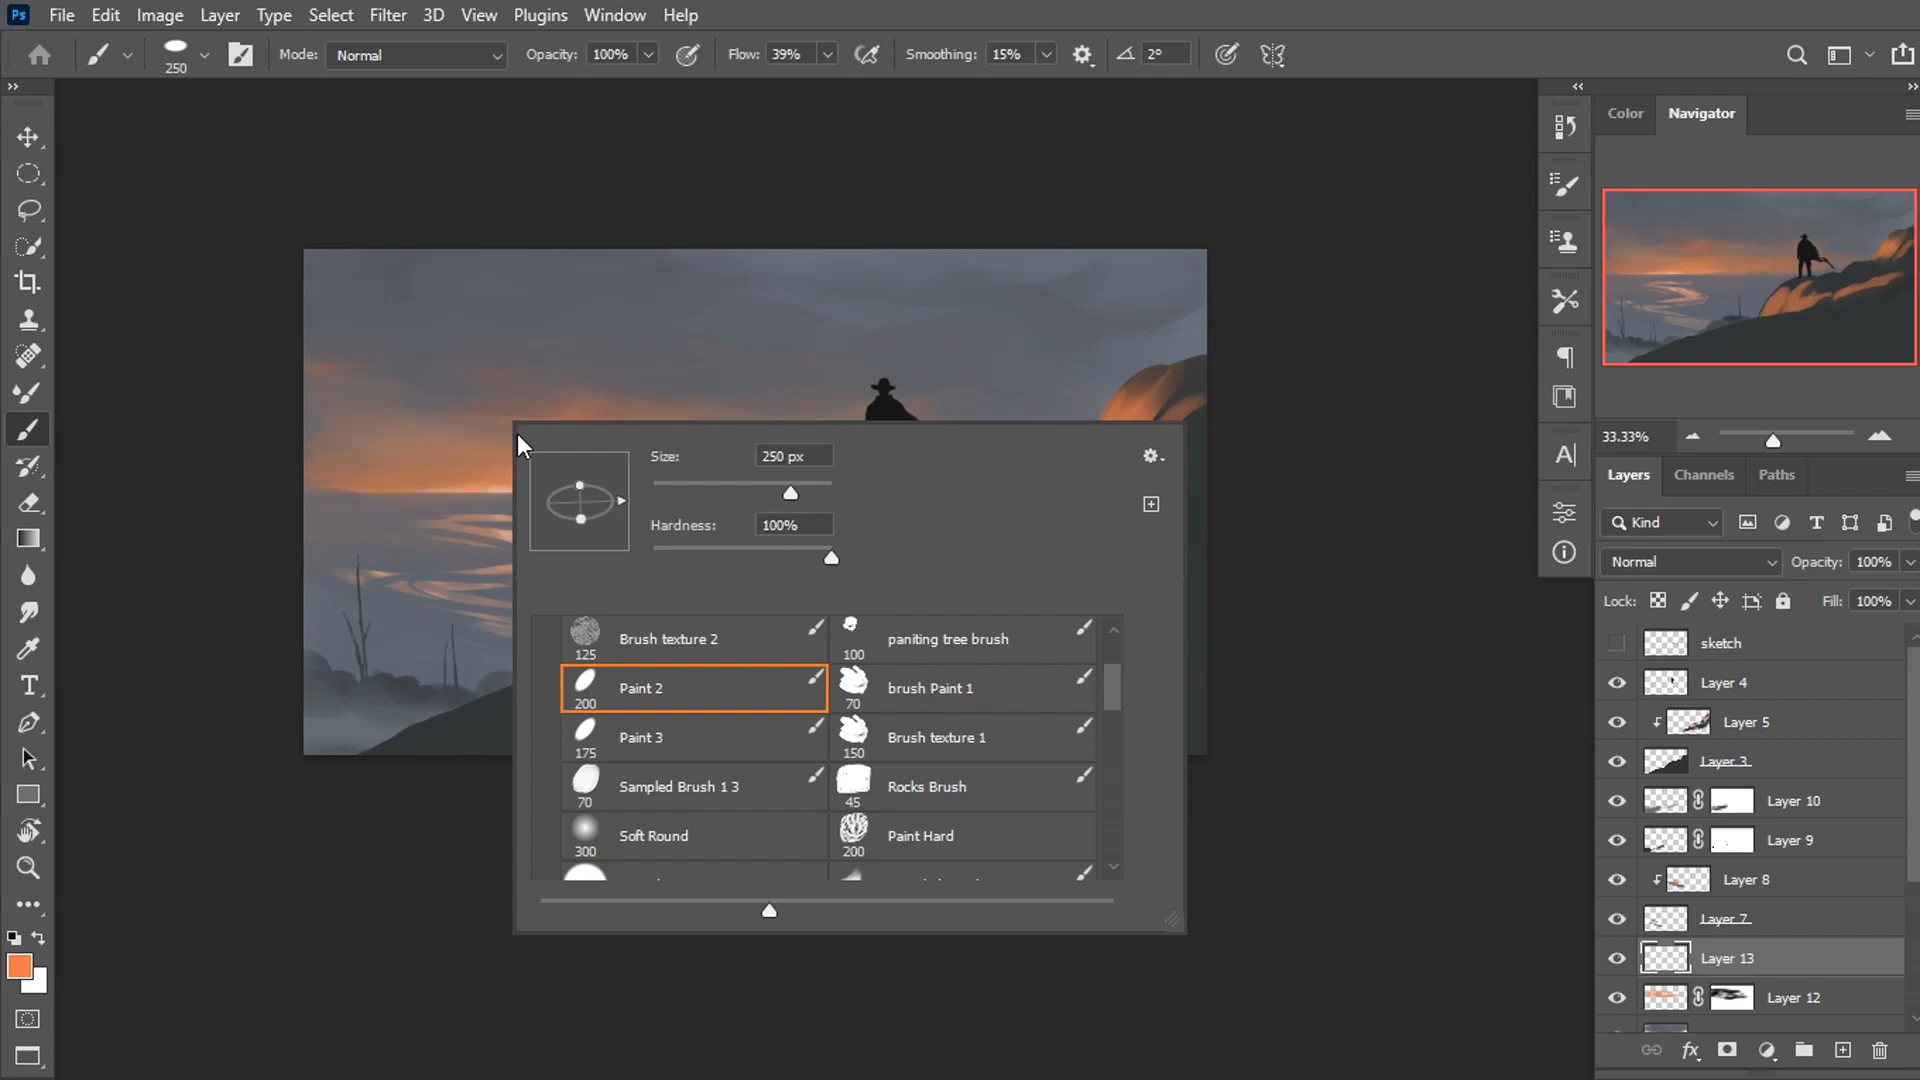 Ps File Edit Image Layer Type Select Filter 3D View Plugins Window Help
250 Mode: Normal Opacity: 100% Flow: 39% Smoothing: 15% 2°
Color Navigator
33.33%
Layers Channels Paths
Kind
Normal Opacity: 100%
Lock: Fill: 100%
sketch
Layer 4
Layer 5
Layer 3
Layer 10
Layer 9
Layer 8
Layer 7
Layer 13
Layer 12
fx
Size: 250 px
Hardness: 100%
125 Brush texture 2
100 paniting tree brush
200 Paint 2
70 brush Paint 1
175 Paint 3
150 Brush texture 1
70 Sampled Brush 1 3
45 Rocks Brush
300 Soft Round
200 Paint Hard